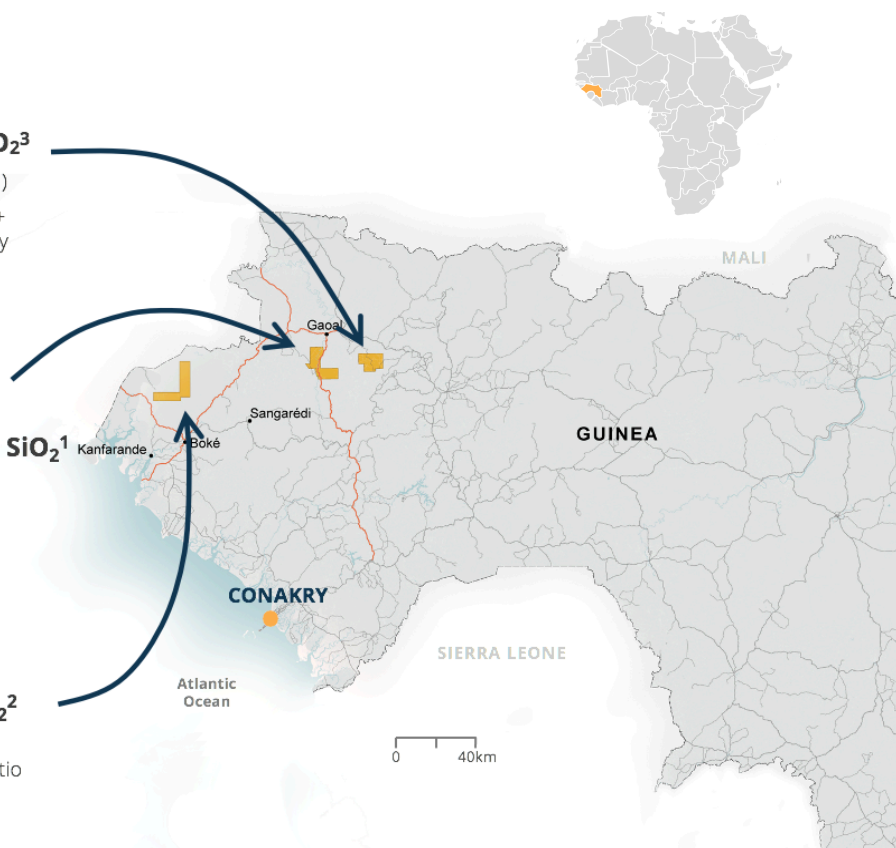 O₂³
)
+
y
MALI
Gaoal
Sangarédi
SiO₂¹
Kanfarande
Boké
GUINEA
CONAKRY
SIERRA LEONE
Atlantic
Ocean
₂²
tio
0 40km